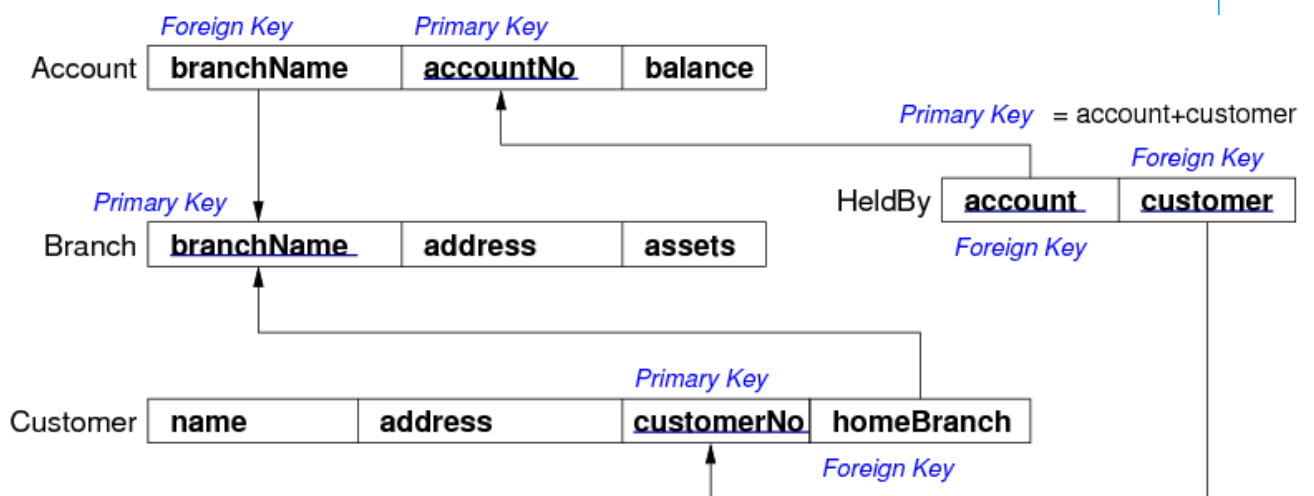 Foreign Key Primary Key
Account branchName accountNo balance
Primary Key = account+customer
Foreign Key
HeldBy account customer
Primary Key
Branch branchName address assets
Foreign Key
Primary Key
Customer name address customerNo homeBranch
Foreign Key